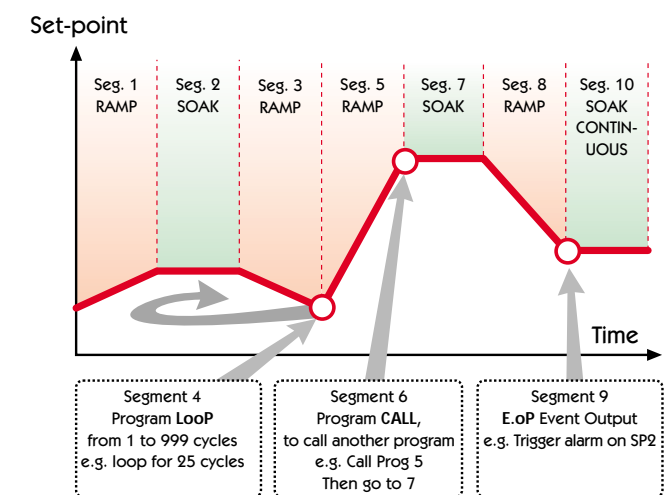 Set-point
Seg. 1
RAMP
Seg. 2
SOAK
Seg. 3
RAMP
Seg. 5
RAMP
Seg. 7
SOAK
Seg. 8
RAMP
Seg. 10
SOAK
CONTIN-
UOUS
Time
Segment 4
Program LooP
from 1 to 999 cycles
e.g. loop for 25 cycles
Segment 6
Program CALL,
to call another program
e.g. Call Prog 5
Then go to 7
Segment 9
E.oP Event Output
e.g. Trigger alarm on SP2